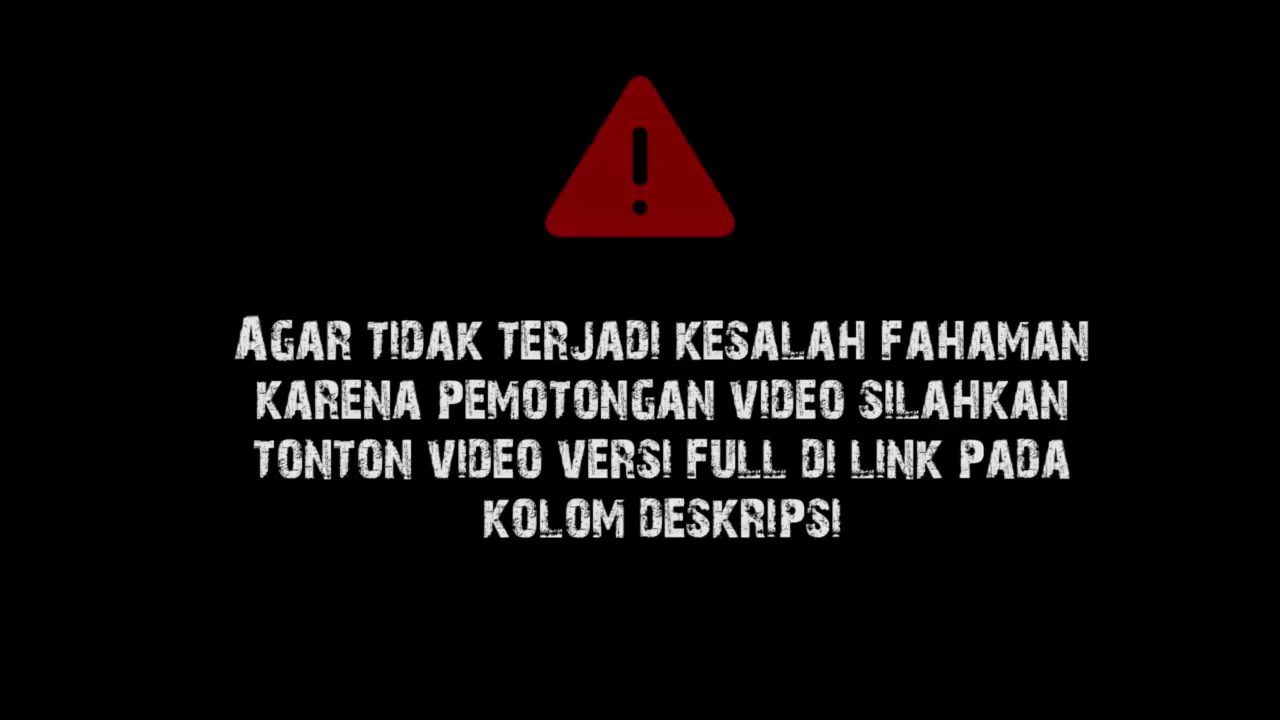 Agar tidak terjadi kesalah fahaman
karena pemotongan video silahkan
tonton video versi full di link pada
kolom deskripsi